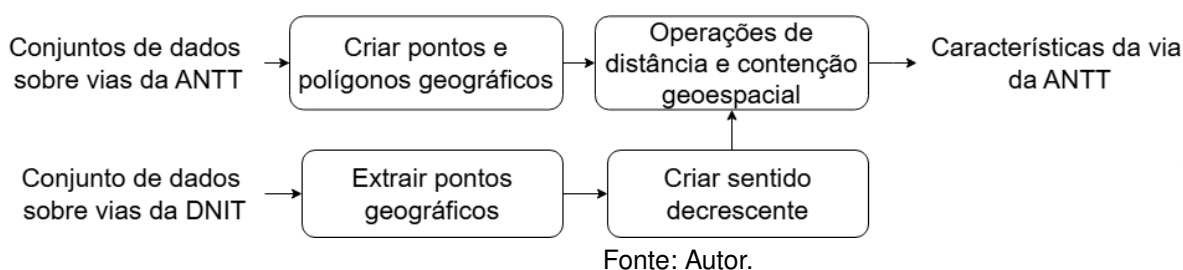 Conjuntos de dados
sobre vias da ANTT
Criar pontos e
polígonos geográficos
Operações de
distância e contenção
geoespacial
Características da via
da ANTT
Conjunto de dados
sobre vias da DNIT
Extrair pontos
geográficos
Criar sentido
decrescente
Fonte: Autor.